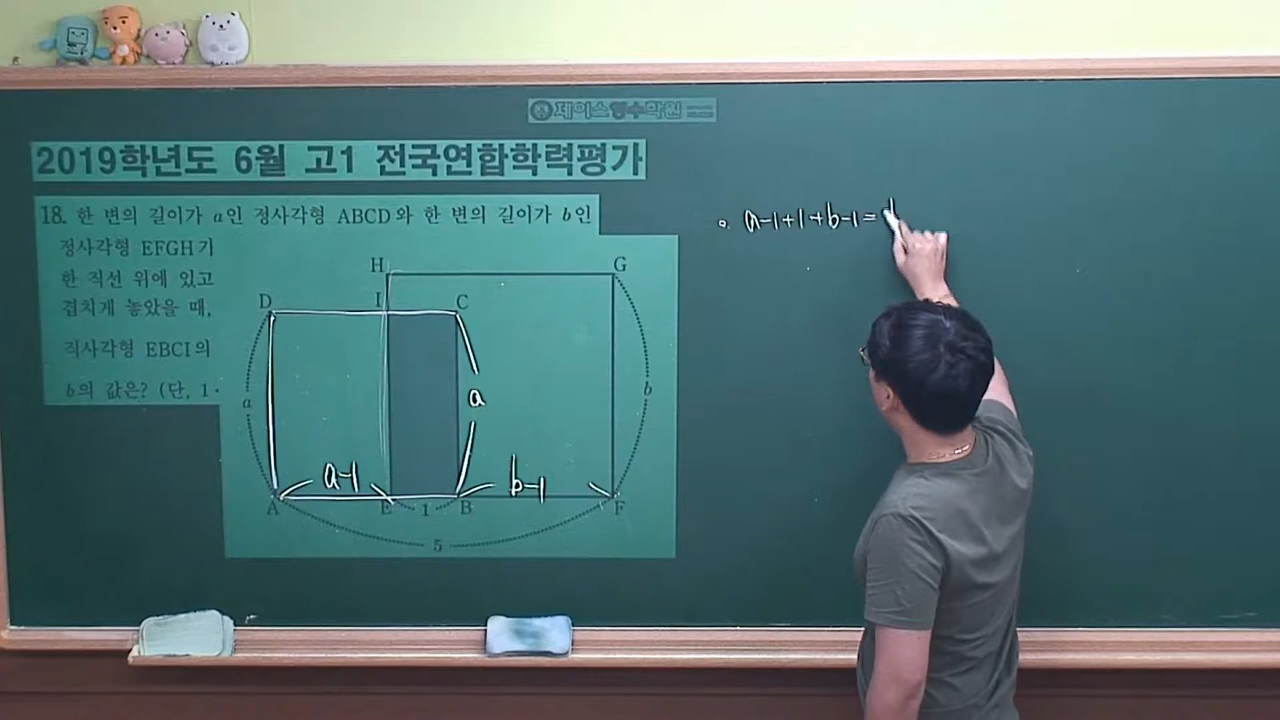 제이스영수학원
2019학년도 6월 고1 전국연합학력평가
18. 한 변의 길이가 a인 정사각형 ABCD와 한 변의 길이가 b인
정사각형 EFGH가
한 직선 위에 있고
겹치게 놓았을 때,
직사각형 EBCI의
b의 값은? (단, 1
a-1+1+b-1=
H
G
D
I
C
a
a
b
a-1
b-1
A
E
1
B
F
5